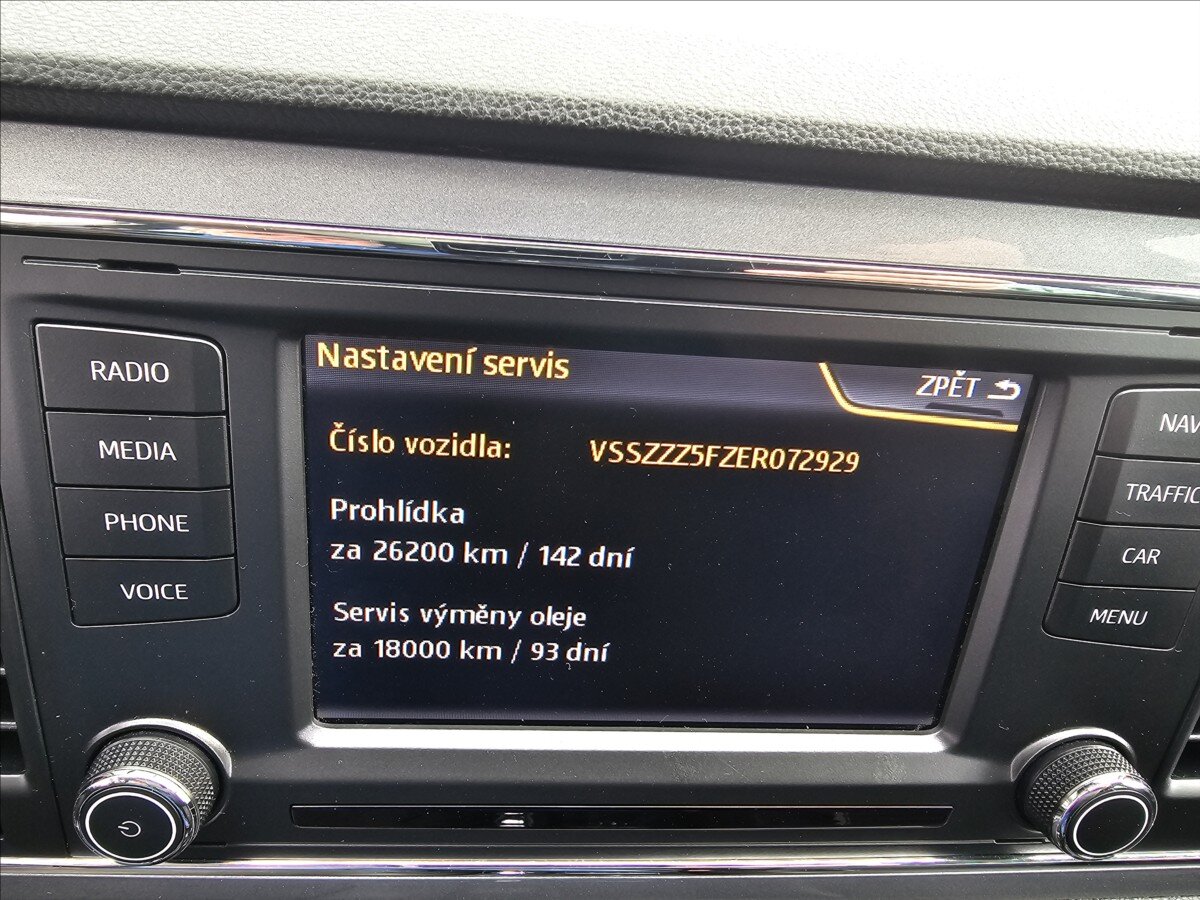 Nastavení servis
ZPĚT
Číslo vozidla: VSSZZZ5FZER072929
Prohlídka
za 26200 km / 142 dní
Servis výměny oleje
za 18000 km / 93 dní
RADIO
MEDIA
PHONE
VOICE
NAV
TRAFFIC
CAR
MENU